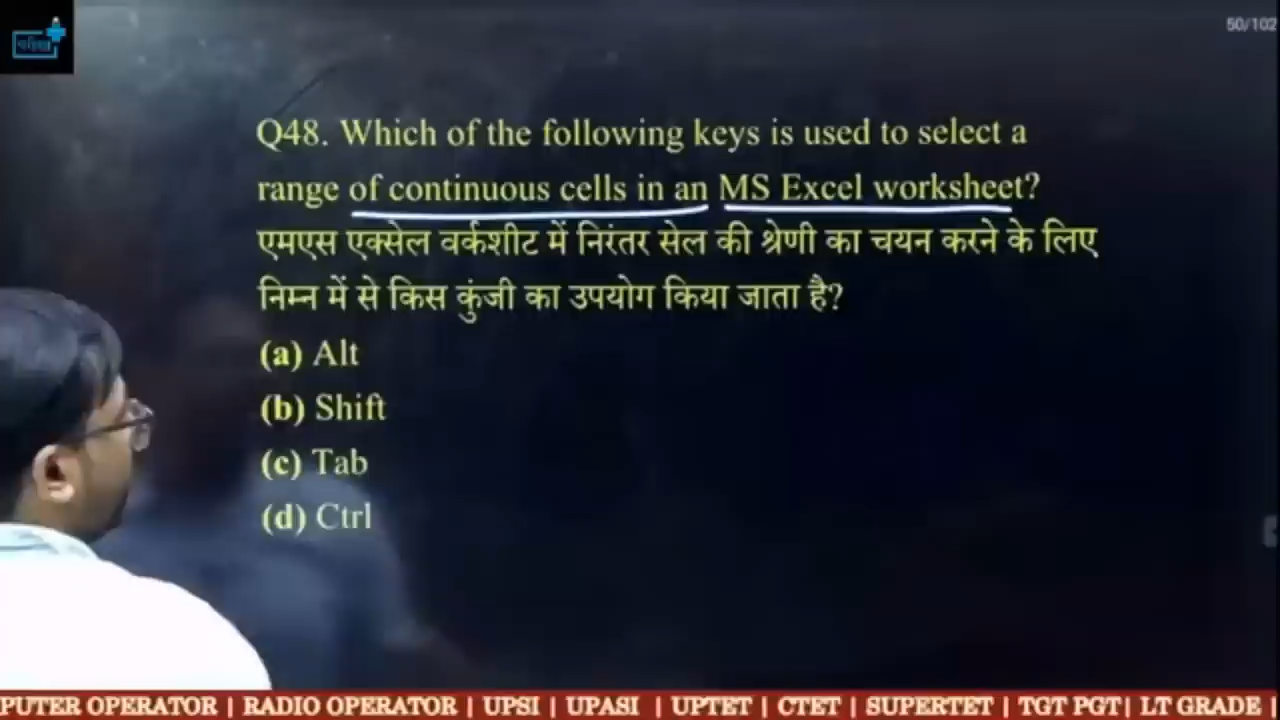 50/102
Q48. Which of the following keys is used to select a
range of continuous cells in an MS Excel worksheet?
एमएस एक्सेल वर्कशीट में निरंतर सेल की श्रेणी का चयन करने के लिए
निम्न में से किस कुंजी का उपयोग किया जाता है?
(a) Alt
(b) Shift
(c) Tab
(d) Ctrl
PUTER OPERATOR | RADIO OPERATOR | UPSI | UPASI | UPTET | CTET | SUPERTET | TGT PGT| LT GRADE |